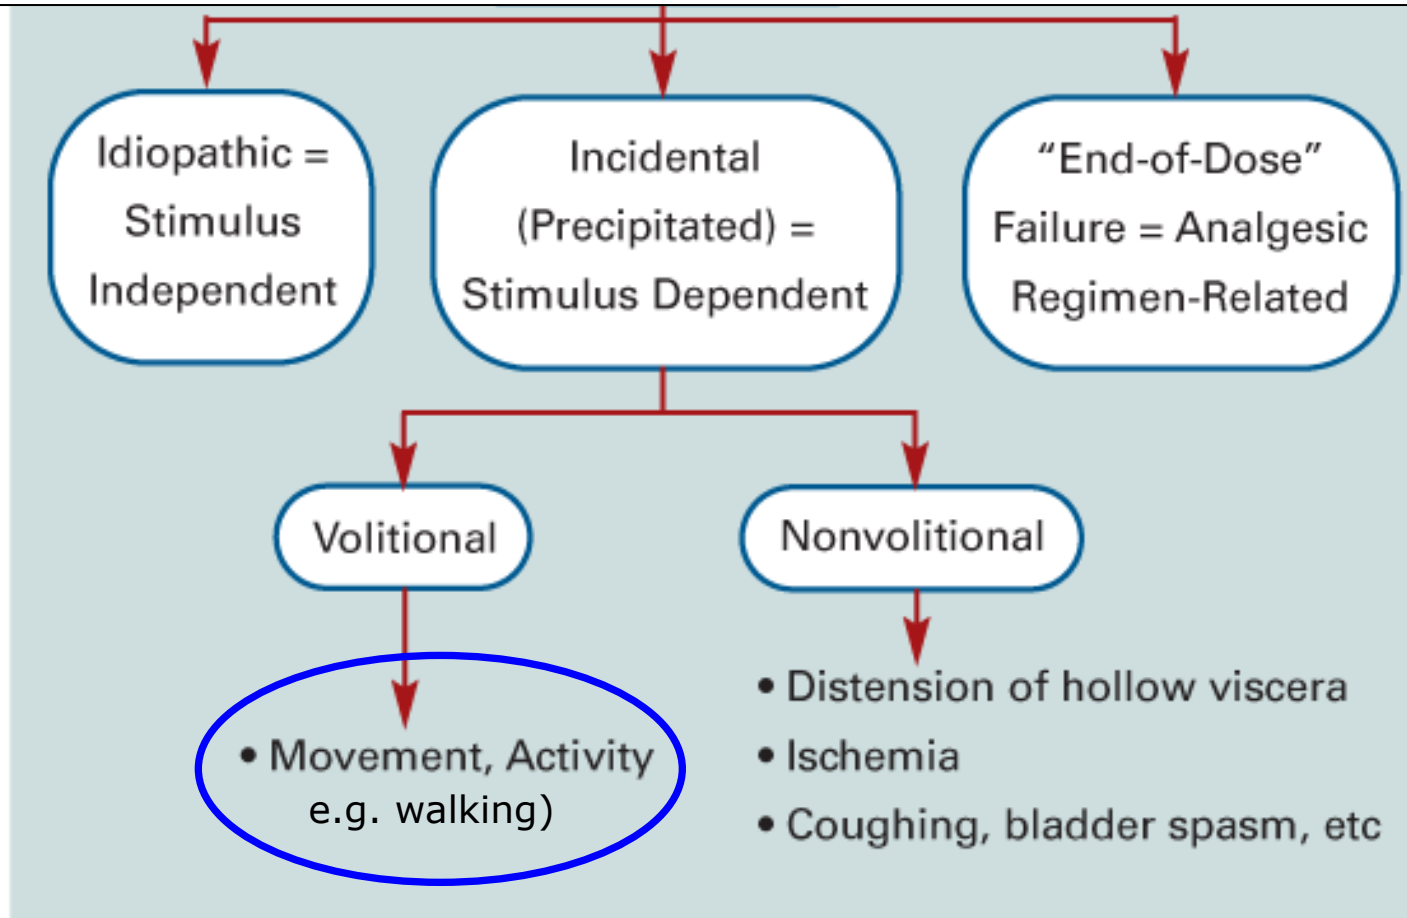 Idiopathic =
Stimulus
Independent
Incidental
(Precipitated) =
Stimulus Dependent
“End-of-Dose”
Failure = Analgesic
Regimen-Related
Volitional
Nonvolitional
• Movement, Activity
e.g. walking)
• Distension of hollow viscera
• Ischemia
• Coughing, bladder spasm, etc